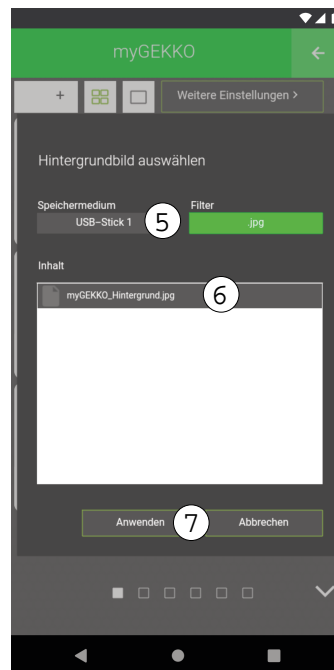 myGEKKO
+
Weitere Einstellungen >
Hintergrundbild auswählen
Speichermedium Filter
USB–Stick 1 5 .jpg
Inhalt
myGEKKO_Hintergrund.jpg 6
Anwenden 7 Abbrechen